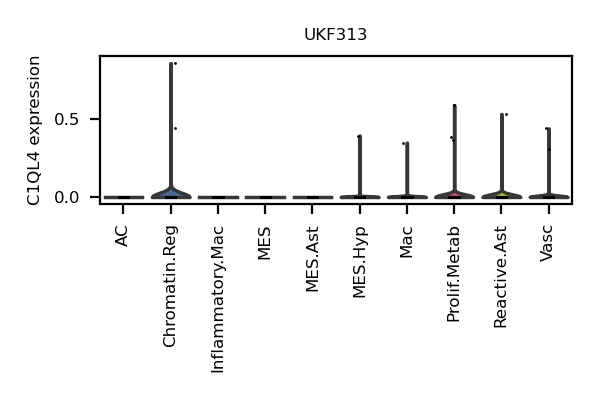 UKF313
C1QL4 expression
0.5
0.0
AC
Chromatin.Reg
Inflammatory.Mac
MES
MES.Ast
MES.Hyp
Mac
Prolif.Metab
Reactive.Ast
Vasc